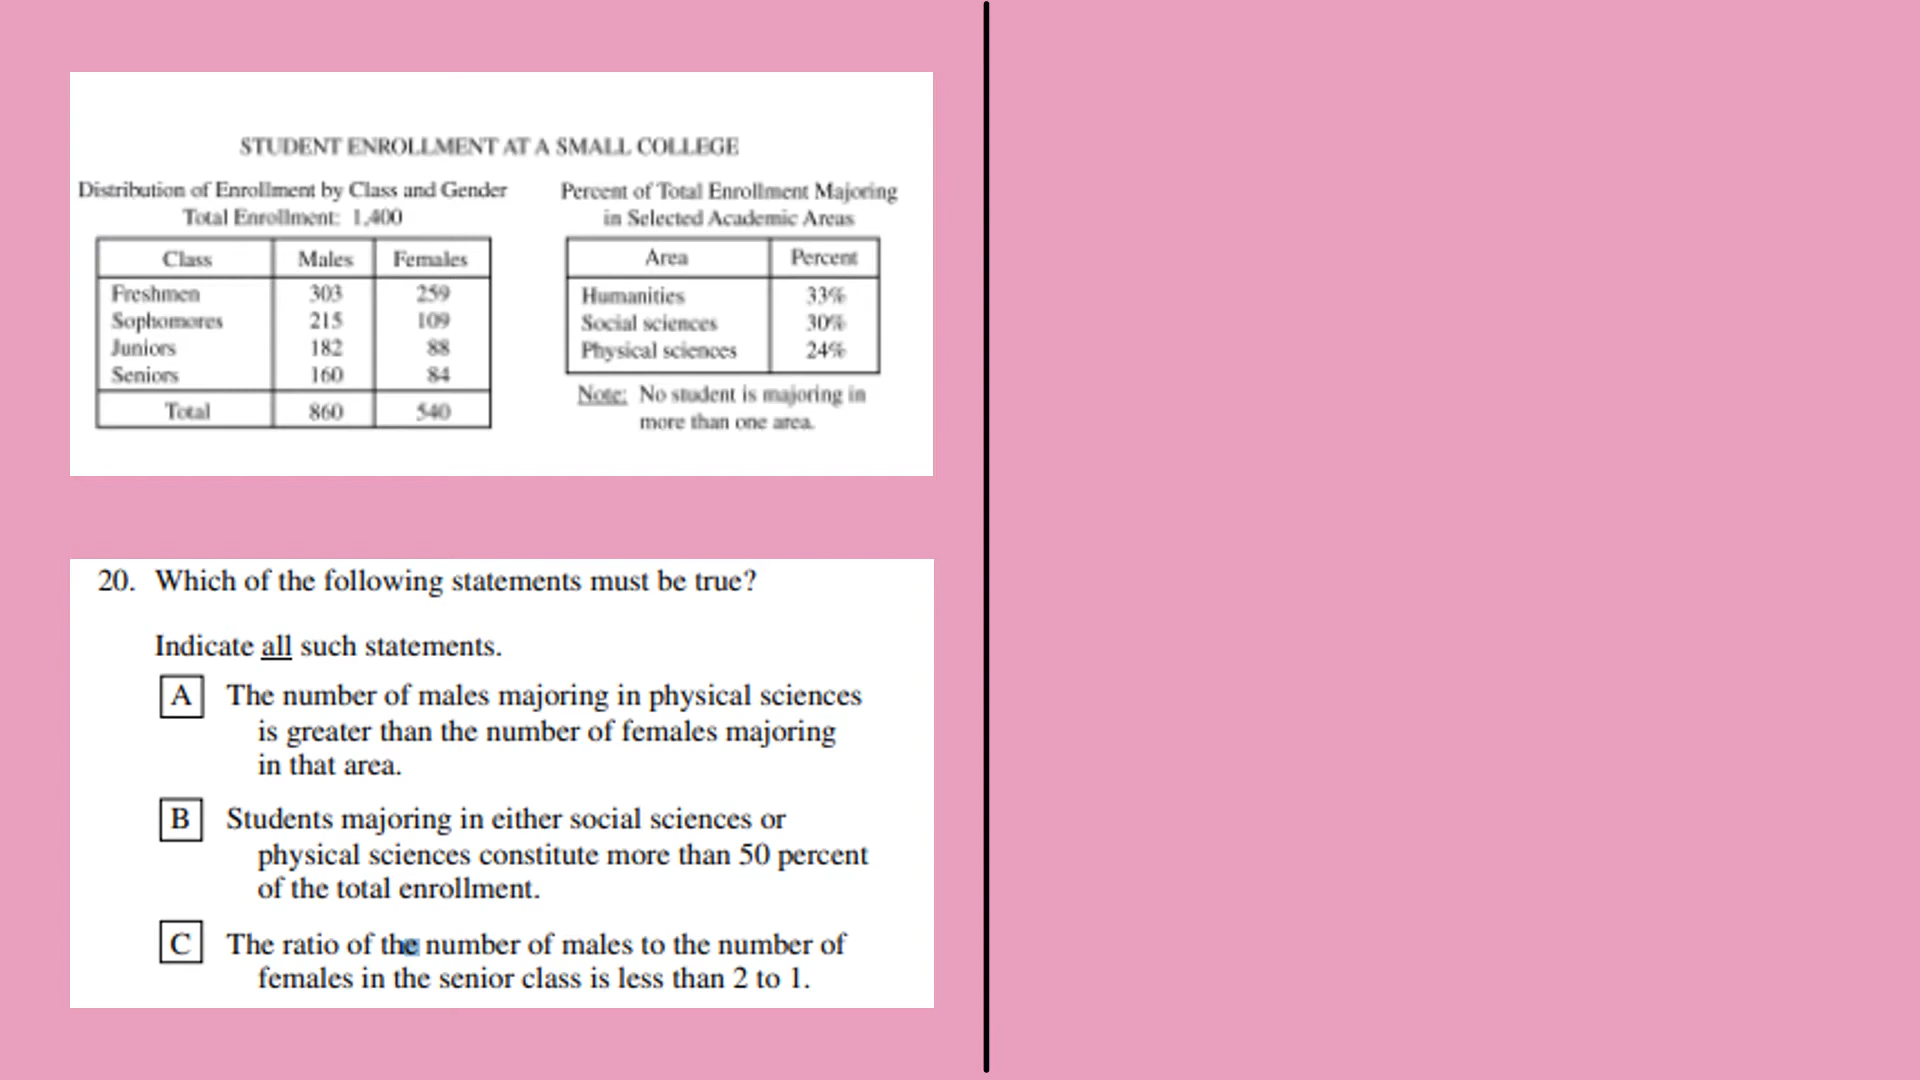 STUDENT ENROLLMENT AT A SMALL COLLEGE
Distribution of Enrollment by Class and Gender
Total Enrollment: 1,400
Class Males Females
Freshmen 303 259
Sophomores 215 109
Juniors 182 88
Seniors 160 84
Total 860 540
Percent of Total Enrollment Majoring
in Selected Academic Areas
Area Percent
Humanities 33%
Social sciences 30%
Physical sciences 24%
Note: No student is majoring in
more than one area.
20. Which of the following statements must be true?
Indicate all such statements.
A The number of males majoring in physical sciences
is greater than the number of females majoring
in that area.
B Students majoring in either social sciences or
physical sciences constitute more than 50 percent
of the total enrollment.
C The ratio of the number of males to the number of
females in the senior class is less than 2 to 1.